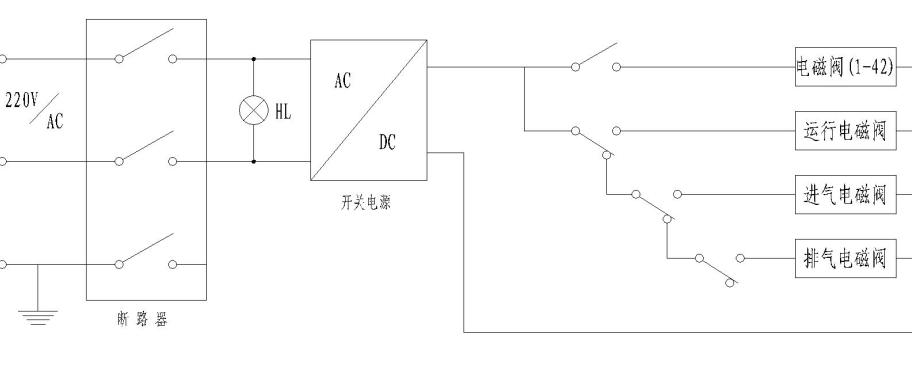 220V
AC
HL
AC
DC
开关电源
断路器
电磁阀(1-42)
运行电磁阀
进气电磁阀
排气电磁阀